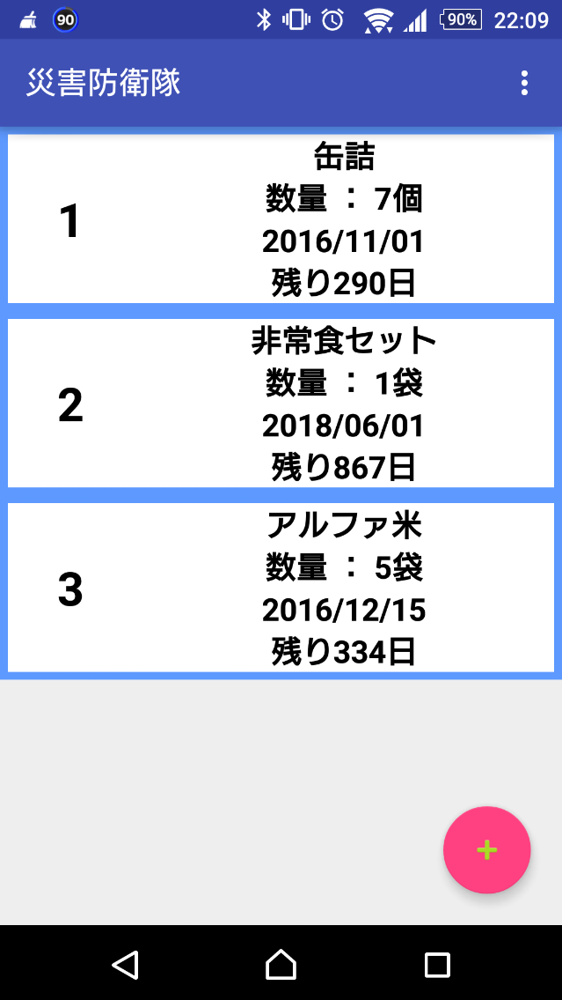 90
90%
22:09
災害防衛隊
1
缶詰
数量 ： 7個
2016/11/01
残り290日
2
非常食セット
数量 ： 1袋
2018/06/01
残り867日
3
アルファ米
数量 ： 5袋
2016/12/15
残り334日
+